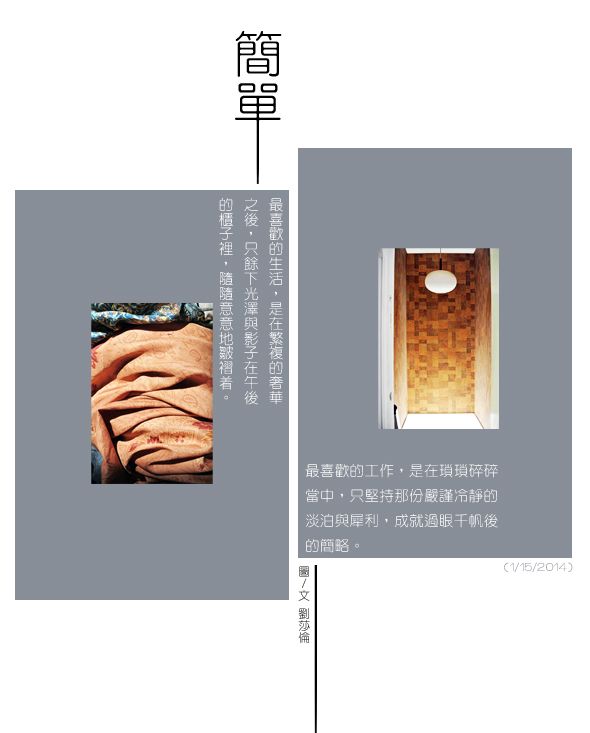 簡單
最喜歡的生活，是在繁複的奢華
之後，只餘下光澤與影子在午後
的櫃子裡，隨隨意意地皺褶着。
最喜歡的工作，是在瑣瑣碎碎
當中，只堅持那份嚴謹冷靜的
淡泊與犀利，成就過眼千帆後
的簡略。
(1/15/2014)
圖/文 劉莎倫